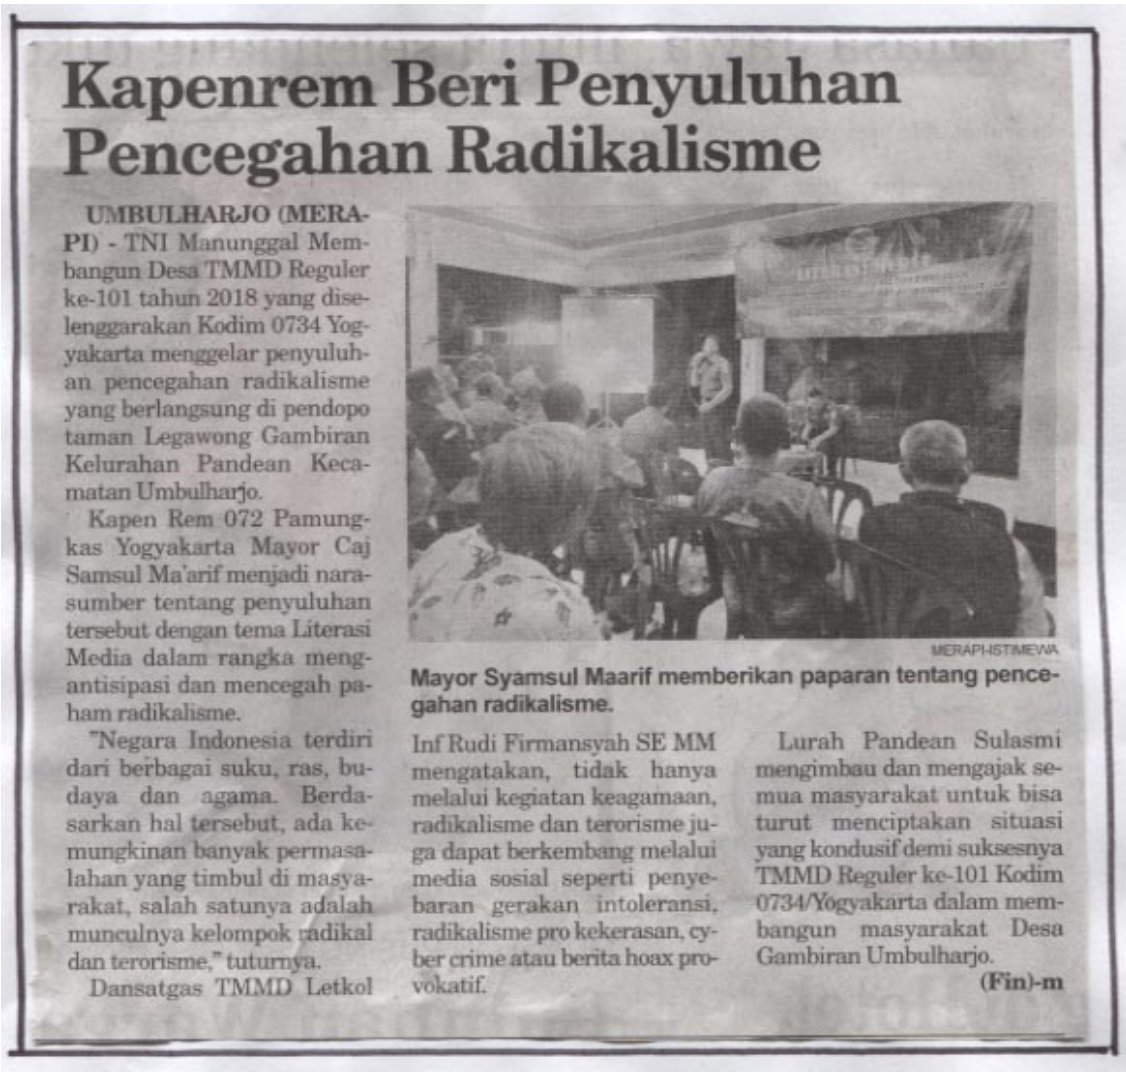 Kapenrem Beri Penyuluhan
Pencegahan Radikalisme
UMBULHARJO (MERA-
PI) - TNI Manunggal Mem-
bangun Desa TMMD Reguler
ke-101 tahun 2018 yang dise-
lenggarakan Kodim 0734 Yog-
yakarta menggelar penyuluh-
an pencegahan radikalisme
yang berlangsung di pendopo
taman Legawong Gambiran
Kelurahan Pandean Keca-
matan Umbulharjo.
Kapen Rem 072 Pamung-
kas Yogyakarta Mayor Caj
Samsul Ma'arif menjadi nara-
sumber tentang penyuluhan
tersebut dengan tema Literasi
Media dalam rangka meng-
antisipasi dan mencegah pa-
ham radikalisme.
"Negara Indonesia terdiri
dari berbagai suku, ras, bu-
daya dan agama. Berda-
sarkan hal tersebut, ada ke-
mungkinan banyak permasa-
lahan yang timbul di masya-
rakat, salah satunya adalah
munculnya kelompok radikal
dan terorisme," tuturnya.
Dansatgas TMMD Letkol
MERAPI-ISTIMEWA
Mayor Syamsul Maarif memberikan paparan tentang pence-
gahan radikalisme.
Inf Rudi Firmansyah SE MM
mengatakan, tidak hanya
melalui kegiatan keagamaan,
radikalisme dan terorisme ju-
ga dapat berkembang melalui
media sosial seperti penye-
baran gerakan intoleransi,
radikalisme pro kekerasan, cy-
ber crime atau berita hoax pro-
vokatif.
Lurah Pandean Sulasmi
mengimbau dan mengajak se-
mua masyarakat untuk bisa
turut menciptakan situasi
yang kondusif demi suksesnya
TMMD Reguler ke-101 Kodim
0734/Yogyakarta dalam mem-
bangun masyarakat Desa
Gambiran Umbulharjo.
(Fin)-m